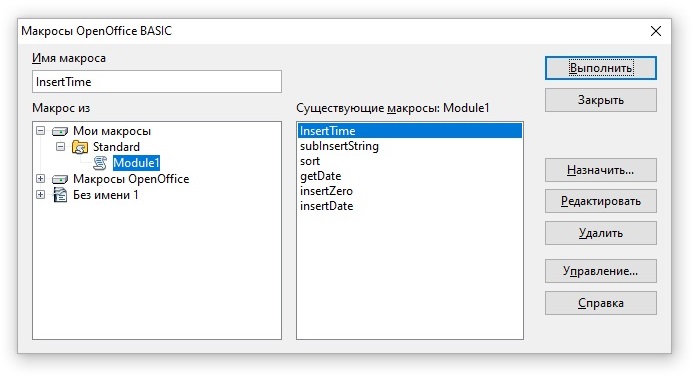 Макросы OpenOffice BASIC
Имя макроса
InsertTime
Макрос из
Мои макросы
Standard
Module1
Макросы OpenOffice
Без имени 1
Существующие макросы: Module1
InsertTime
subInsertString
sort
getDate
insertZero
insertDate
Выполнить
Закрыть
Назначить...
Редактировать
Удалить
Управление...
Справка